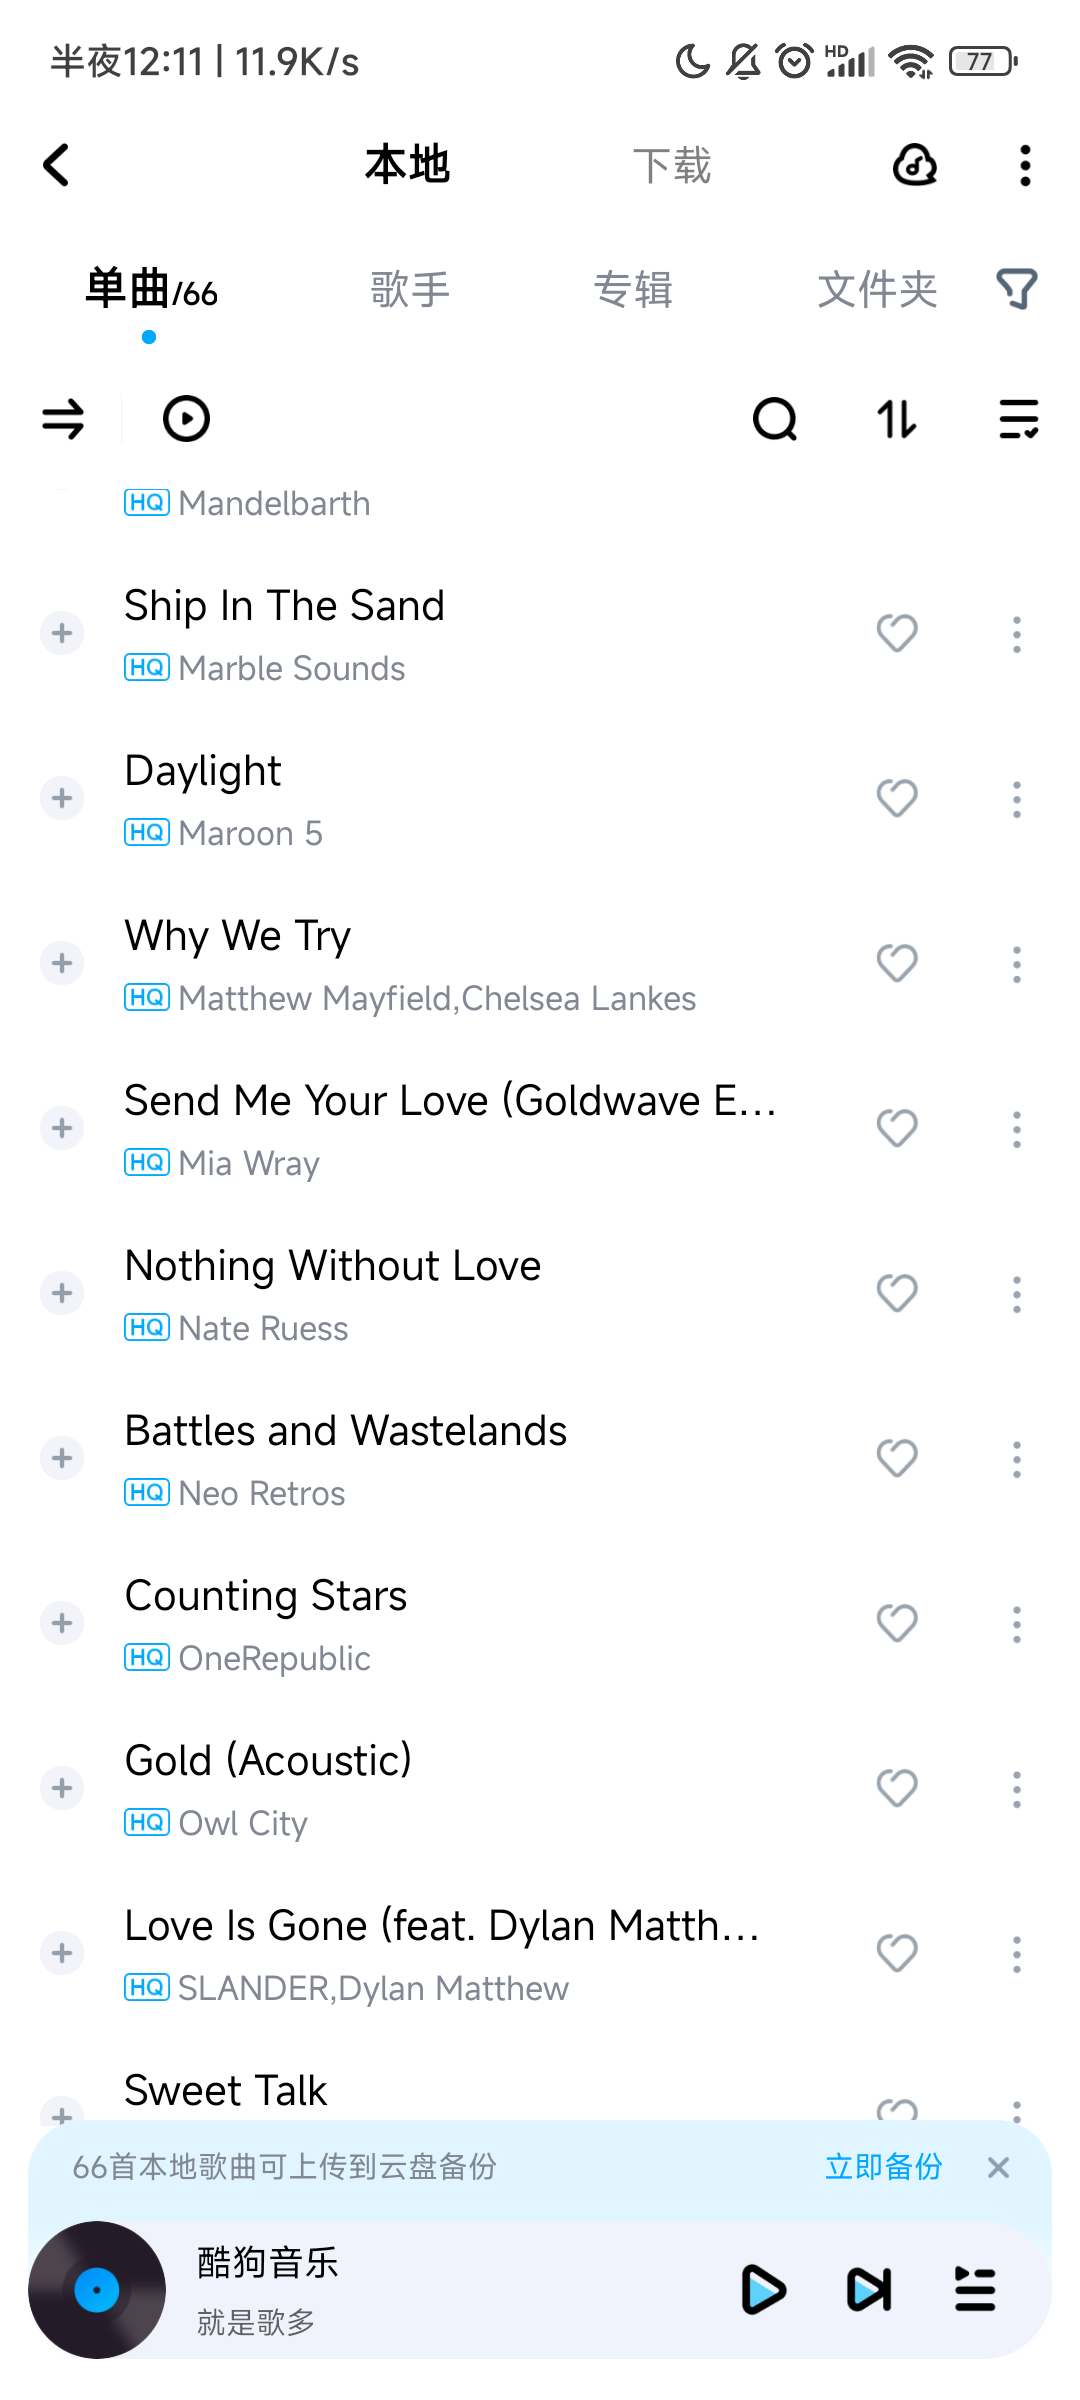 半夜12:11 | 11.9K/s HD 77
本地 下载
单曲/66 歌手 专辑 文件夹
HQ Mandelbarth
Ship In The Sand
HQ Marble Sounds
Daylight
HQ Maroon 5
Why We Try
HQ Matthew Mayfield,Chelsea Lankes
Send Me Your Love (Goldwave E...
HQ Mia Wray
Nothing Without Love
HQ Nate Ruess
Battles and Wastelands
HQ Neo Retros
Counting Stars
HQ OneRepublic
Gold (Acoustic)
HQ Owl City
Love Is Gone (feat. Dylan Matth...
HQ SLANDER,Dylan Matthew
Sweet Talk
66首本地歌曲可上传到云盘备份 立即备份
酷狗音乐
就是歌多